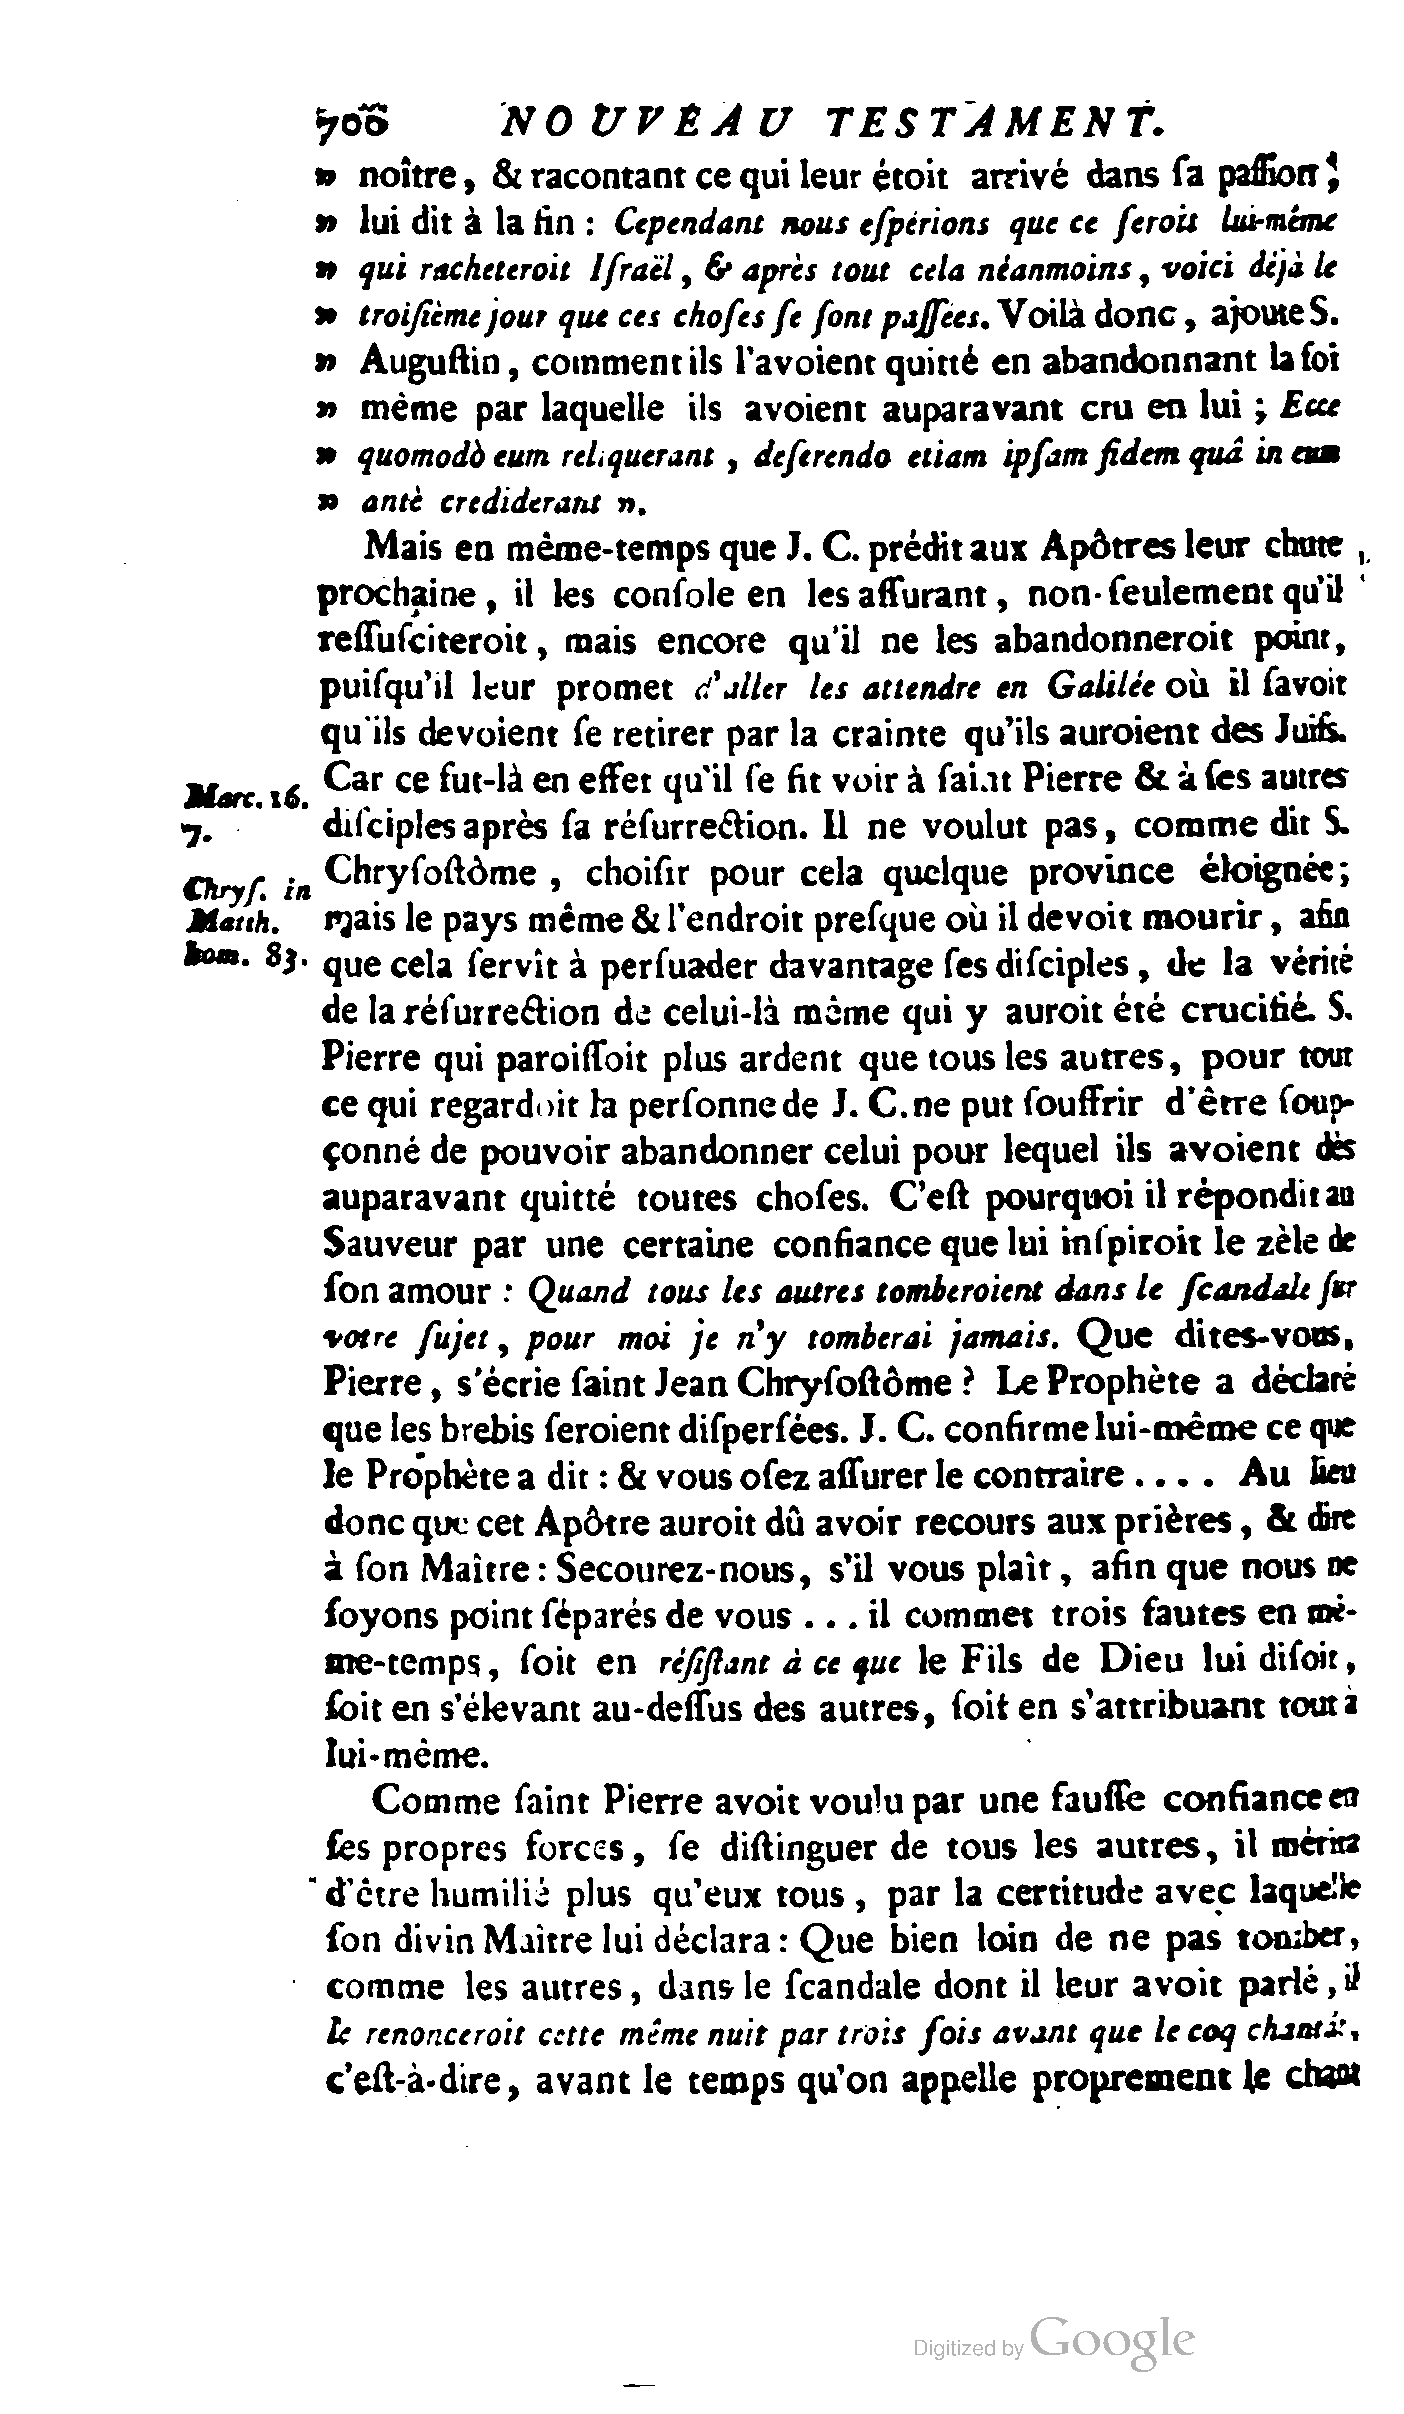 700 NOUVEAU TESTAMENT.
» noître, & racontant ce qui leur étoit arrivé dans ſa paſſion;
» lui dit à la fin : Cependant nous eſpérions que ce ſeroit lui-même
» qui racheteroit Iſraël, & après tout cela néanmoins, voici déjà le
» troiſième jour que ces choſes ſe ſont paſſées. Voilà donc, ajoute S.
» Auguſtin, comment ils l'avoient quitté en abandonnant la foi
» même par laquelle ils avoient auparavant cru en lui ; Ecce
» quomodò eum reliquerant, deſerendo etiam ipſam fidem quâ in eum
» antè crediderant ».
Mais en même-temps que J. C. prédit aux Apôtres leur chute
prochaine, il les conſole en les aſſurant, non-ſeulement qu'il
reſſuſciteroit, mais encore qu'il ne les abandonneroit point,
puiſqu'il leur promet d'aller les attendre en Galilée où il ſavoit
qu'ils devoient ſe retirer par la crainte qu'ils auroient des Juifs.
Car ce fut-là en effet qu'il ſe fit voir à ſaint Pierre & à ſes autres
Marc. 16.
7.
diſciples après ſa réſurrection. Il ne voulut pas, comme dit S.
Chryſoſtôme, choiſir pour cela quelque province éloignée;
Chryſ. in
Matth.
hom. 83.
mais le pays même & l'endroit preſque où il devoit mourir, afin
que cela ſervît à perſuader davantage ſes diſciples, de la vérité
de la réſurrection de celui-là même qui y auroit été crucifié. S.
Pierre qui paroiſſoit plus ardent que tous les autres, pour tout
ce qui regardoit la perſonne de J. C. ne put ſouffrir d'être ſoup-
çonné de pouvoir abandonner celui pour lequel ils avoient dès
auparavant quitté toutes choſes. C'eſt pourquoi il répondit au
Sauveur par une certaine confiance que lui inſpiroit le zèle de
ſon amour : Quand tous les autres tomberoient dans le ſcandale ſur
votre ſujet, pour moi je n'y tomberai jamais. Que dites-vous,
Pierre, s'écrie ſaint Jean Chryſoſtôme ? Le Prophète a déclaré
que les brebis ſeroient diſperſées. J. C. confirme lui-même ce que
le Prophète a dit : & vous oſez aſſurer le contraire . . . . Au lieu
donc que cet Apôtre auroit dû avoir recours aux prières, & dire
à ſon Maître : Secourez-nous, s'il vous plaît, afin que nous ne
ſoyons point ſéparés de vous . . . il commet trois fautes en mê-
me-temps, ſoit en réſiſtant à ce que le Fils de Dieu lui diſoit,
ſoit en s'élevant au-deſſus des autres, ſoit en s'attribuant tout à
lui-même.
Comme ſaint Pierre avoit voulu par une fauſſe confiance en
ſes propres forces, ſe diſtinguer de tous les autres, il mérita
d'être humilié plus qu'eux tous, par la certitude avec laquelle
ſon divin Maître lui déclara : Que bien loin de ne pas tomber,
comme les autres, dans le ſcandale dont il leur avoit parlé, il
le renonceroit cette même nuit par trois fois avant que le coq chantât,
c'eſt-à-dire, avant le temps qu'on appelle proprement le chant
Digitized by Google